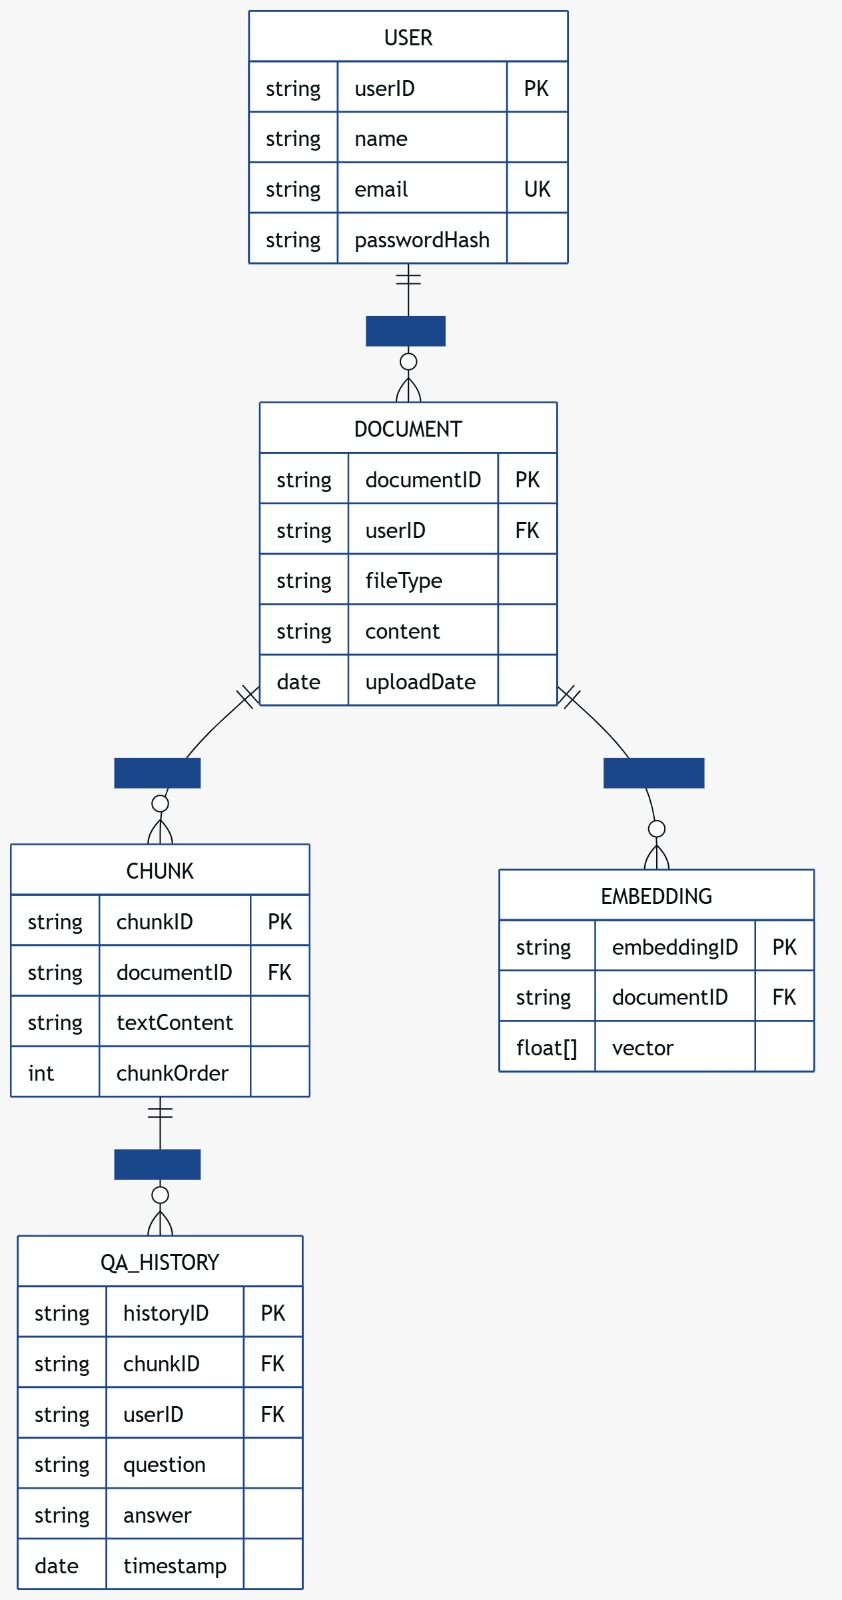 USER
string userID PK
string name
string email UK
string passwordHash
DOCUMENT
string documentID PK
string userID FK
string fileType
string content
date uploadDate
CHUNK
string chunkID PK
string documentID FK
string textContent
int chunkOrder
EMBEDDING
string embeddingID PK
string documentID FK
float[] vector
QA_HISTORY
string historyID PK
string chunkID FK
string userID FK
string question
string answer
date timestamp